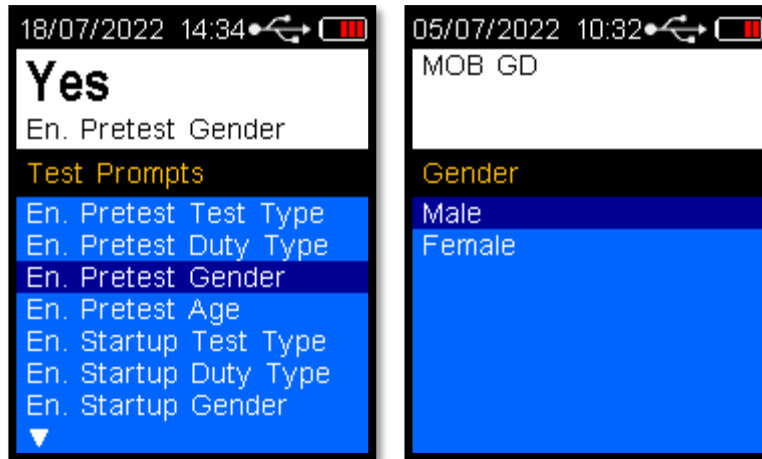 18/07/2022 14:34
Yes
En. Pretest Gender
Test Prompts
En. Pretest Test Type
En. Pretest Duty Type
En. Pretest Gender
En. Pretest Age
En. Startup Test Type
En. Startup Duty Type
En. Startup Gender
05/07/2022 10:32
MOB GD
Gender
Male
Female